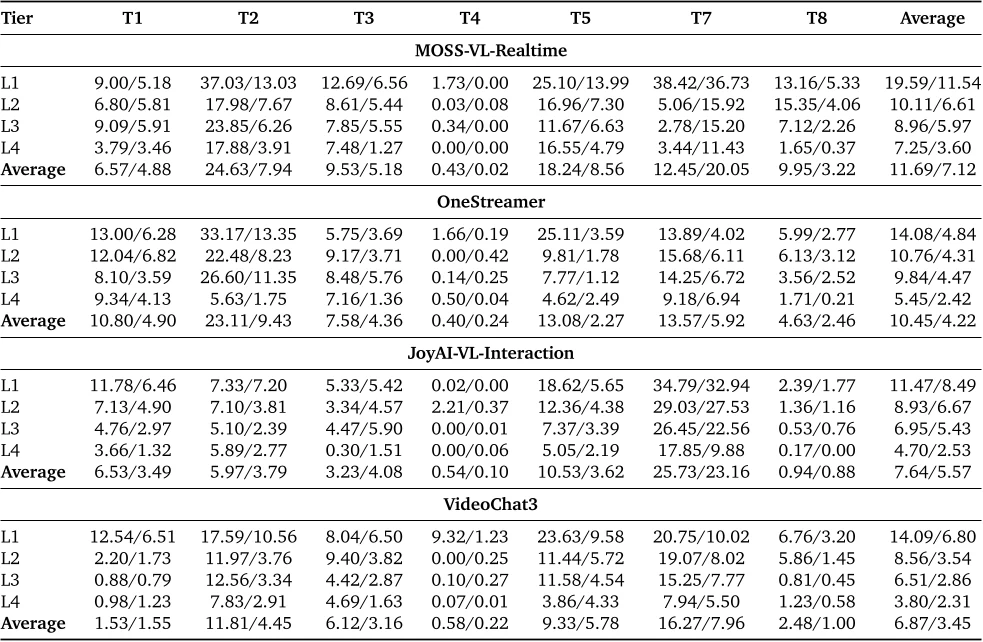 Tier T1 T2 T3 T4 T5 T7 T8 Average
MOSS-VL-Realtime
L1 9.00/5.18 37.03/13.03 12.69/6.56 1.73/0.00 25.10/13.99 38.42/36.73 13.16/5.33 19.59/11.54
L2 6.80/5.81 17.98/7.67 8.61/5.44 0.03/0.08 16.96/7.30 5.06/15.92 15.35/4.06 10.11/6.61
L3 9.09/5.91 23.85/6.26 7.85/5.55 0.34/0.00 11.67/6.63 2.78/15.20 7.12/2.26 8.96/5.97
L4 3.79/3.46 17.88/3.91 7.48/1.27 0.00/0.00 16.55/4.79 3.44/11.43 1.65/0.37 7.25/3.60
Average 6.57/4.88 24.63/7.94 9.53/5.18 0.43/0.02 18.24/8.56 12.45/20.05 9.95/3.22 11.69/7.12
OneStreamer
L1 13.00/6.28 33.17/13.35 5.75/3.69 1.66/0.19 25.11/3.59 13.89/4.02 5.99/2.77 14.08/4.84
L2 12.04/6.82 22.48/8.23 9.17/3.71 0.00/0.42 9.81/1.78 15.68/6.11 6.13/3.12 10.76/4.31
L3 8.10/3.59 26.60/11.35 8.48/5.76 0.14/0.25 7.77/1.12 14.25/6.72 3.56/2.52 9.84/4.47
L4 9.34/4.13 5.63/1.75 7.16/1.36 0.50/0.04 4.62/2.49 9.18/6.94 1.71/0.21 5.45/2.42
Average 10.80/4.90 23.11/9.43 7.58/4.36 0.40/0.24 13.08/2.27 13.57/5.92 4.63/2.46 10.45/4.22
JoyAI-VL-Interaction
L1 11.78/6.46 7.33/7.20 5.33/5.42 0.02/0.00 18.62/5.65 34.79/32.94 2.39/1.77 11.47/8.49
L2 7.13/4.90 7.10/3.81 3.34/4.57 2.21/0.37 12.36/4.38 29.03/27.53 1.36/1.16 8.93/6.67
L3 4.76/2.97 5.10/2.39 4.47/5.90 0.00/0.01 7.37/3.39 26.45/22.56 0.53/0.76 6.95/5.43
L4 3.66/1.32 5.89/2.77 0.30/1.51 0.00/0.06 5.05/2.19 17.85/9.88 0.17/0.00 4.70/2.53
Average 6.53/3.49 5.97/3.79 3.23/4.08 0.54/0.10 10.53/3.62 25.73/23.16 0.94/0.88 7.64/5.57
VideoChat3
L1 12.54/6.51 17.59/10.56 8.04/6.50 9.32/1.23 23.63/9.58 20.75/10.02 6.76/3.20 14.09/6.80
L2 2.20/1.73 11.97/3.76 9.40/3.82 0.00/0.25 11.44/5.72 19.07/8.02 5.86/1.45 8.56/3.54
L3 0.88/0.79 12.56/3.34 4.42/2.87 0.10/0.27 11.58/4.54 15.25/7.77 0.81/0.45 6.51/2.86
L4 0.98/1.23 7.83/2.91 4.69/1.63 0.07/0.01 3.86/4.33 7.94/5.50 1.23/0.58 3.80/2.31
Average 1.53/1.55 11.81/4.45 6.12/3.16 0.58/0.22 9.33/5.78 16.27/7.96 2.48/1.00 6.87/3.45